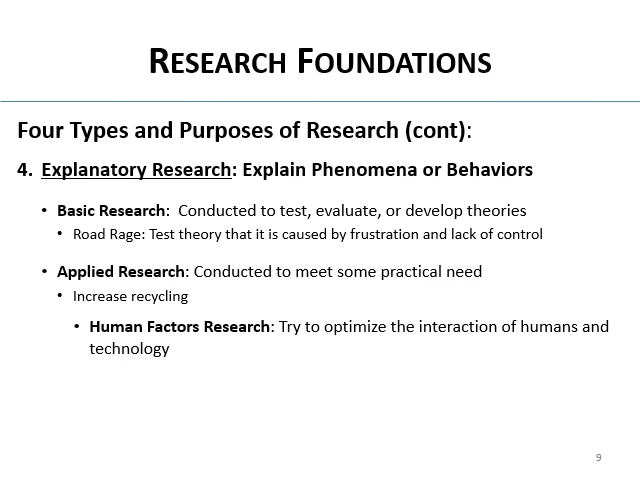 RESEARCH FOUNDATIONS
Four Types and Purposes of Research (cont):
4. Explanatory Research: Explain Phenomena or Behaviors
• Basic Research: Conducted to test, evaluate, or develop theories
• Road Rage: Test theory that it is caused by frustration and lack of control
• Applied Research: Conducted to meet some practical need
• Increase recycling
• Human Factors Research: Try to optimize the interaction of humans and
technology
9